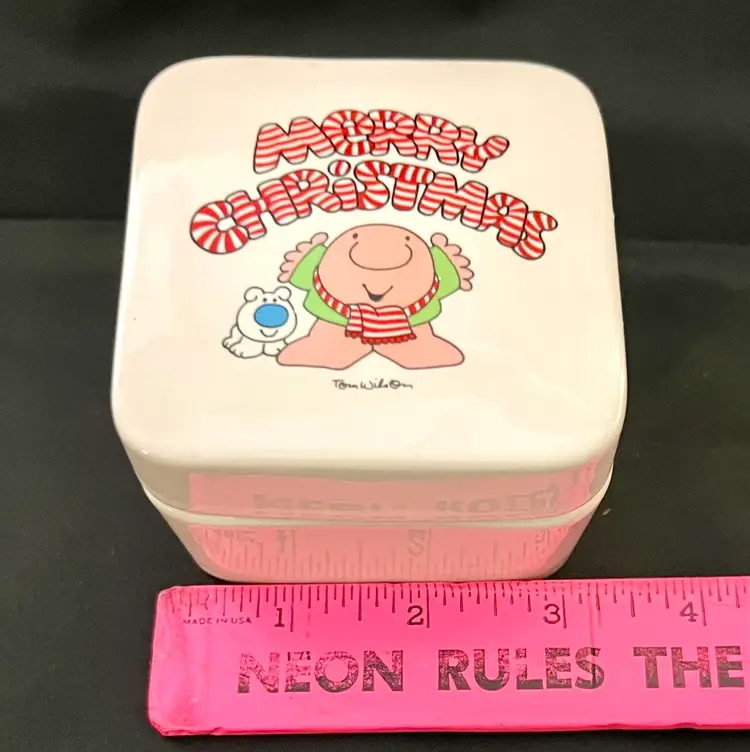 MERRY
CHRISTMAS
Tom Wilson
1 2 3 4
MADE IN USA
NEON RULES THE